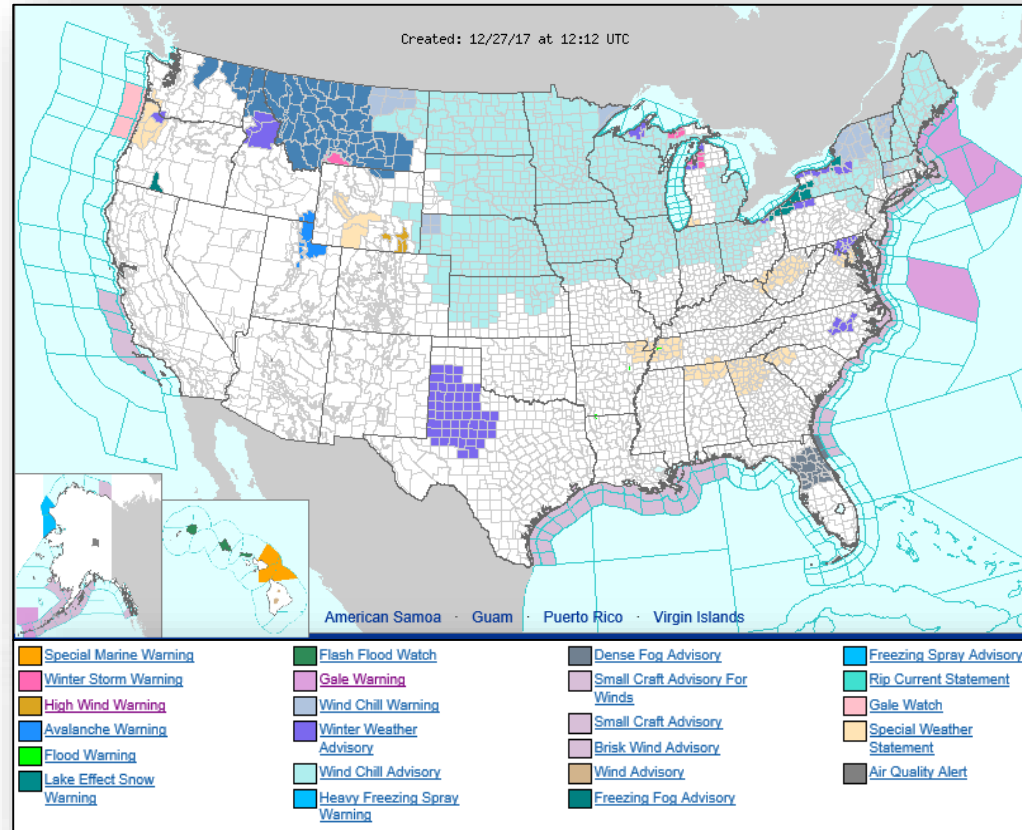 Created: 12/27/17 at 12:12 UTC
American Samoa · Guam · Puerto Rico · Virgin Islands
Special Marine Warning
Winter Storm Warning
High Wind Warning
Avalanche Warning
Flood Warning
Lake Effect Snow
Warning
Flash Flood Watch
Gale Warning
Wind Chill Warning
Winter Weather
Advisory
Wind Chill Advisory
Heavy Freezing Spray
Warning
Dense Fog Advisory
Small Craft Advisory For
Winds
Small Craft Advisory
Brisk Wind Advisory
Wind Advisory
Freezing Fog Advisory
Freezing Spray Advisory
Rip Current Statement
Gale Watch
Special Weather
Statement
Air Quality Alert